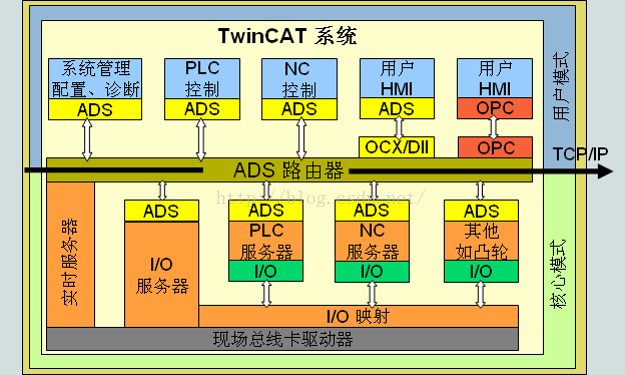 TwinCAT 系统
系统管理 PLC NC 用户 用户
配置、诊断 控制 控制 HMI HMI
ADS ADS ADS ADS OPC
用户模式
OCX/Dll OPC
TCP/IP
ADS 路由器
http://blog.csdn.net/
ADS ADS ADS ADS
实时服务器
I/O PLC NC 其他
服务器 服务器 服务器 如凸轮
I/O I/O I/O
核心模式
I/O 映射
现场总线卡驱动器